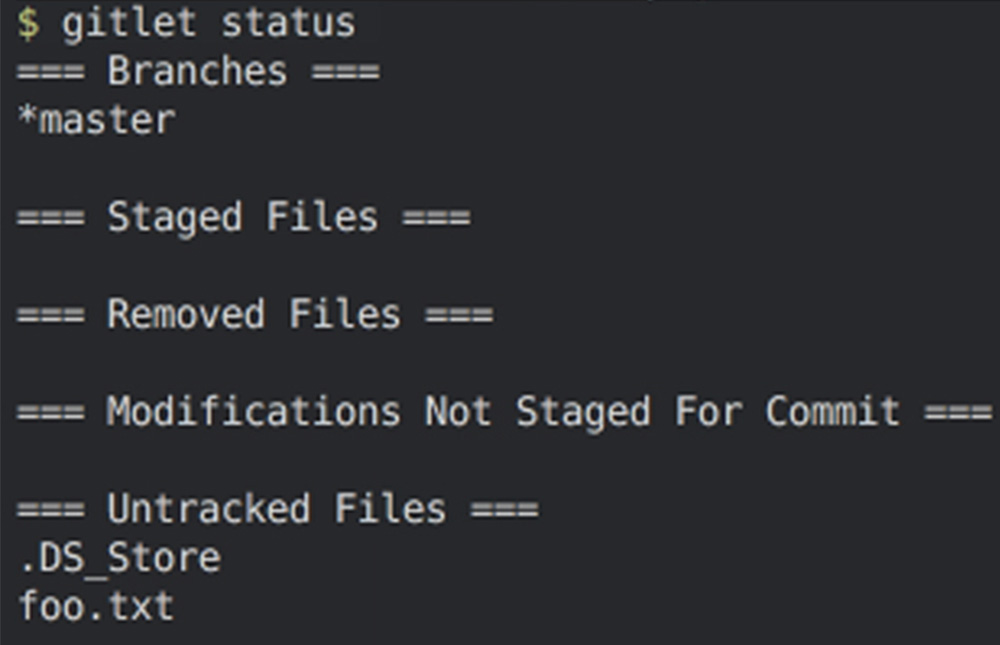 $ gitlet status
=== Branches ===
*master
=== Staged Files ===
=== Removed Files ===
=== Modifications Not Staged For Commit ===
=== Untracked Files ===
.DS_Store
foo.txt